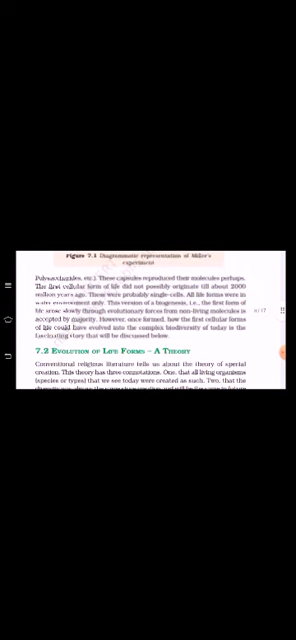 Figure 7.1 Diagrammatic representation of Miller's
experiment
Polysaccharides, etc.). These capsules reproduced their molecules perhaps.
The first cellular form of life did not possibly originate till about 2000
million years ago. These were probably single-cells. All life forms were in
water environment only. This version of a biogenesis, i.e., the first form of
life arose slowly through evolutionary forces from non-living molecules is
accepted by majority. However, once formed, how the first cellular forms
of life could have evolved into the complex biodiversity of today is the
fascinating story that will be discussed below.
7.2 EVOLUTION OF LIFE FORMS – A THEORY
Conventional religious literature tells us about the theory of special
creation. This theory has three connotations. One, that all living organisms
(species or types) that we see today were created as such. Two, that the